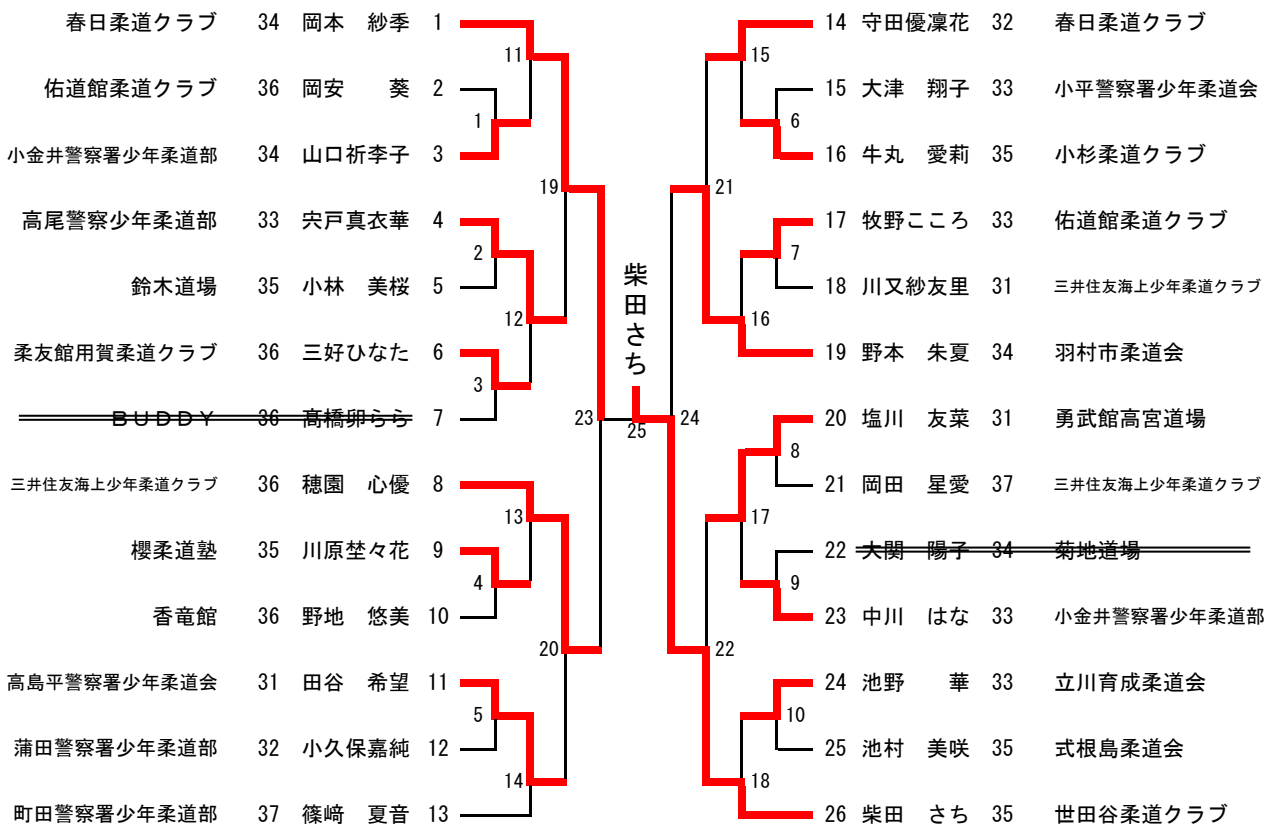 春日柔道クラブ 34 岡本 紗季 1
佑道館柔道クラブ 36 岡安 葵 2
小金井警察署少年柔道部 34 山口祈李子 3
高尾警察少年柔道部 33 宍戸真衣華 4
鈴木道場 35 小林 美桜 5
柔友館用賀柔道クラブ 36 三好ひなた 6
BUDDY 36 髙橋卯らら 7
三井住友海上少年柔道クラブ 36 穂園 心優 8
櫻柔道塾 35 川原埜々花 9
香竜館 36 野地 悠美 10
高島平警察署少年柔道会 31 田谷 希望 11
蒲田警察署少年柔道部 32 小久保嘉純 12
町田警察署少年柔道部 37 篠﨑 夏音 13
11
1
19
2
12
3
23
13
4
20
5
14
柴田さち
25
15
6
21
7
16
24
8
17
9
22
10
18
14 守田優凜花 32 春日柔道クラブ
15 大津 翔子 33 小平警察署少年柔道会
16 牛丸 愛莉 35 小杉柔道クラブ
17 牧野こころ 33 佑道館柔道クラブ
18 川又紗友里 31 三井住友海上少年柔道クラブ
19 野本 朱夏 34 羽村市柔道会
20 塩川 友菜 31 勇武館高宮道場
21 岡田 星愛 37 三井住友海上少年柔道クラブ
22 大関 陽子 34 菊地道場
23 中川 はな 33 小金井警察署少年柔道部
24 池野 華 33 立川育成柔道会
25 池村 美咲 35 式根島柔道会
26 柴田 さち 35 世田谷柔道クラブ